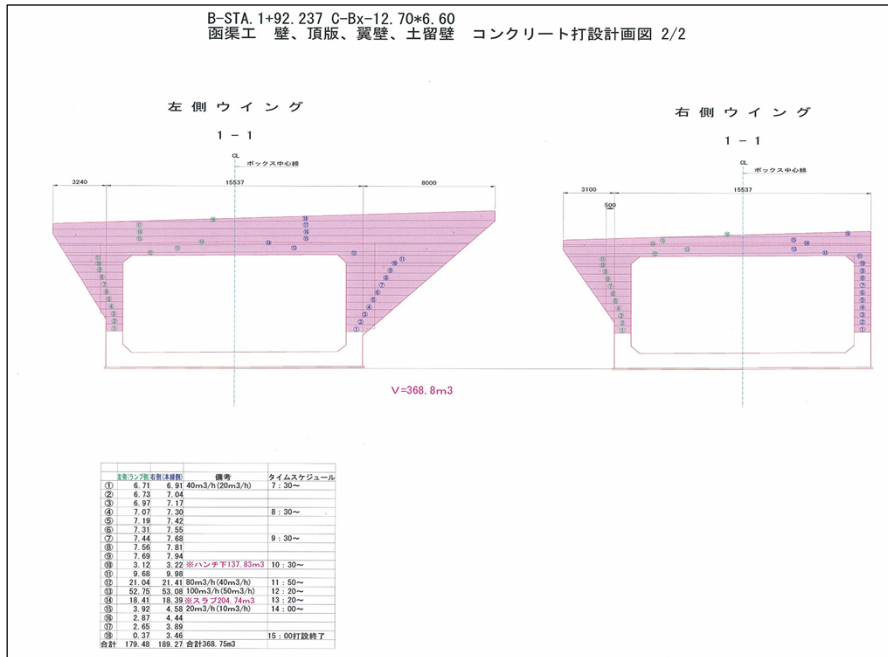 B-STA.1+92.237 C-Bx-12.70*6.60
函渠工 壁、頂版、翼壁、土留壁 コンクリート打設計画図 2/2
左側ウイング
1－1
CL
ボックス中心線
3240 15537 8000
右側ウイング
1－1
CL
ボックス中心線
3100 15537
500
V=368.8m3
左側(ランプ側) 右側(本線側) 備考 タイムスケジュール
① 6.71 6.91 40m3/h(20m3/h) 7：30～
② 6.73 7.04
③ 6.97 7.17
④ 7.07 7.30 8：30～
⑤ 7.19 7.42
⑥ 7.31 7.55
⑦ 7.44 7.68 9：30～
⑧ 7.56 7.81
⑨ 7.69 7.94
⑩ 3.12 3.22 ※ハンチ下137.83m3 10：30～
⑪ 9.68 9.98
⑫ 21.04 21.41 80m3/h(40m3/h) 11：50～
⑬ 52.75 53.08 100m3/h(50m3/h) 12：20～
⑭ 18.41 18.39 ※スラブ204.74m3 13：20～
⑮ 3.92 4.58 20m3/h(10m3/h) 14：00～
⑯ 2.87 4.44
⑰ 2.65 3.89
⑱ 0.37 3.46 15：00打設終了
合計 179.48 189.27 合計368.75m3